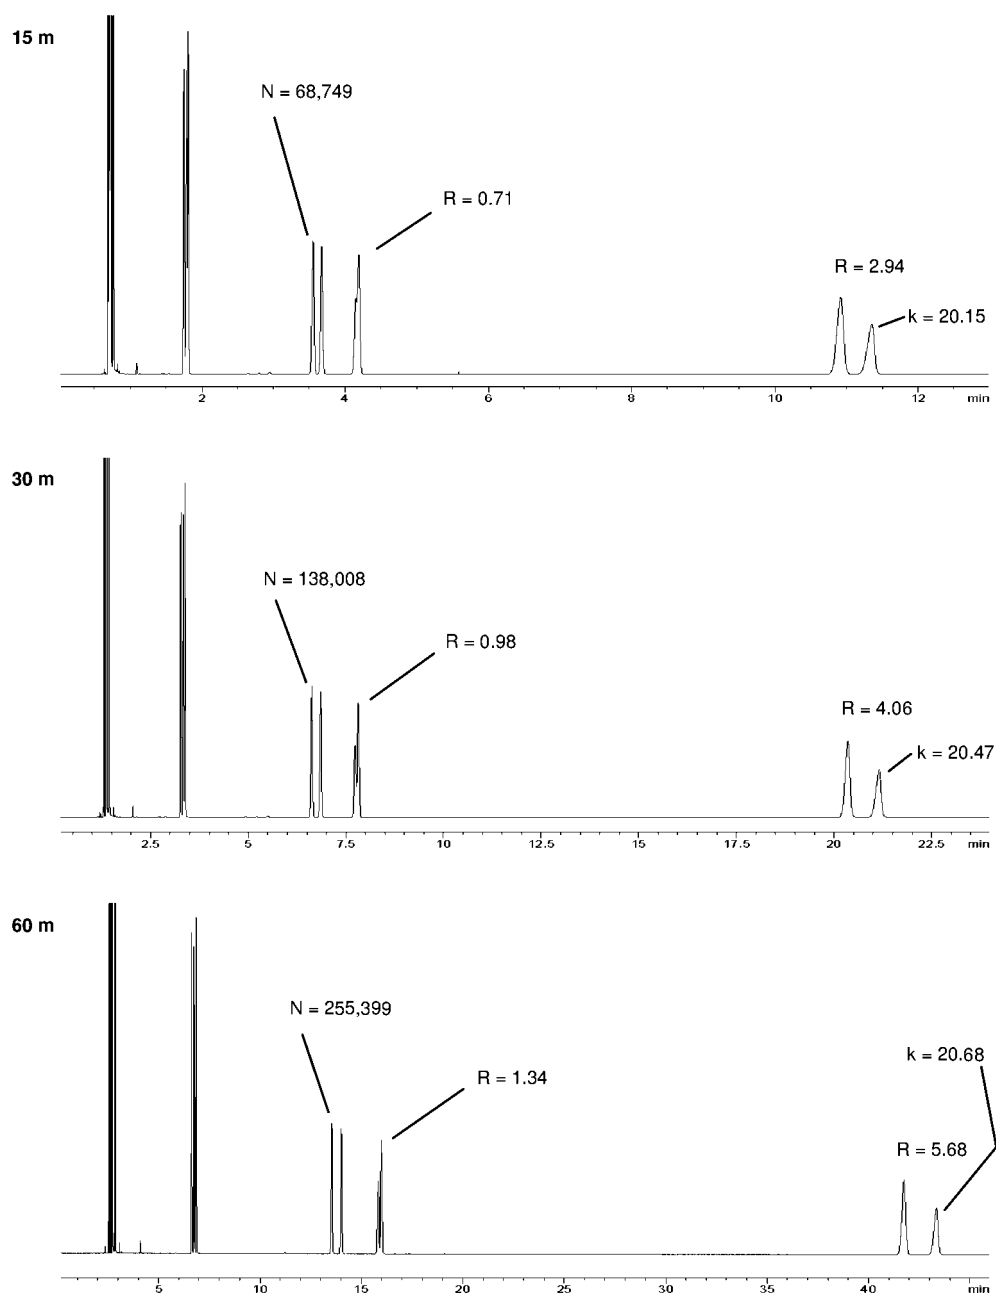 15 m
N = 68,749
R = 0.71
R = 2.94
k = 20.15
2 4 6 8 10 12 min
30 m
N = 138,008
R = 0.98
R = 4.06
k = 20.47
2.5 5 7.5 10 12.5 15 17.5 20 22.5 min
60 m
N = 255,399
k = 20.68
R = 1.34
R = 5.68
5 10 15 20 25 30 35 40 min